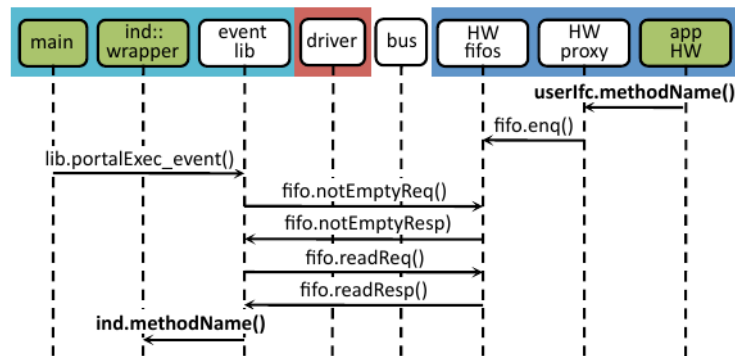 main
ind::
wrapper
event
lib
driver
bus
HW
fifos
HW
proxy
app
HW
userIfc.methodName()
fifo.enq()
lib.portalExec_event()
fifo.notEmptyReq()
fifo.notEmptyResp)
fifo.readReq()
fifo.readResp()
ind.methodName()